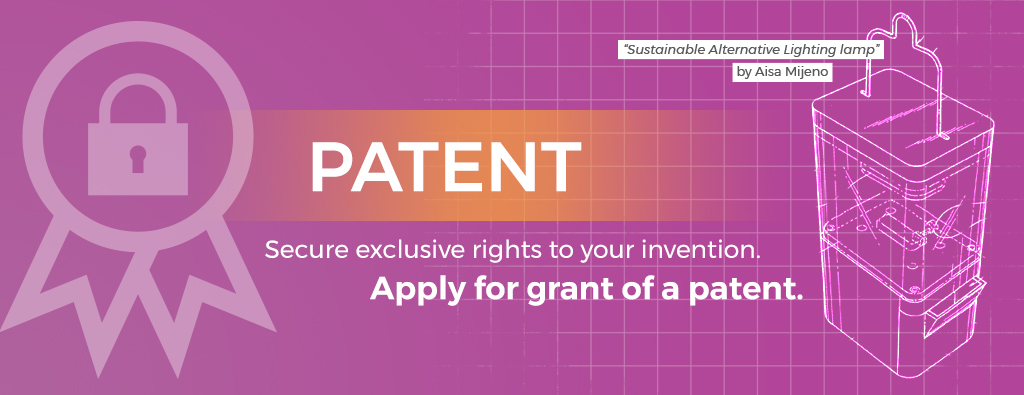 “Sustainable Alternative Lighting lamp”
by Aisa Mijeno
PATENT
Secure exclusive rights to your invention.
Apply for grant of a patent.